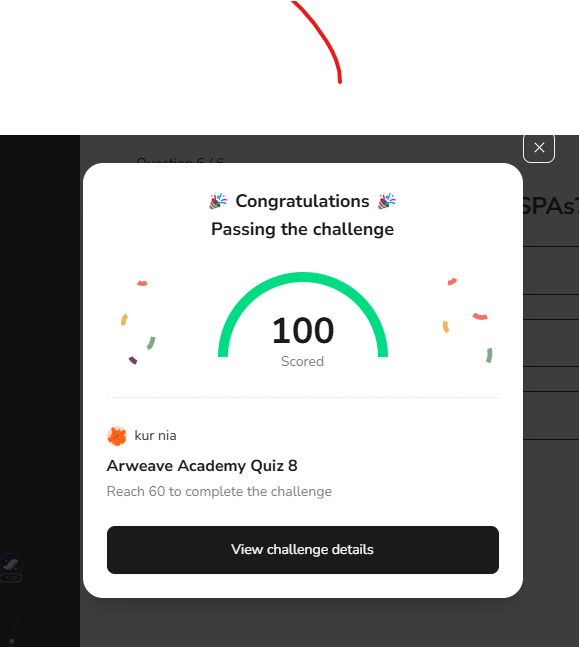 Question 6 / 6
SPAs?
Congratulations
Passing the challenge
100
Scored
kur nia
Arweave Academy Quiz 8
Reach 60 to complete the challenge
View challenge details